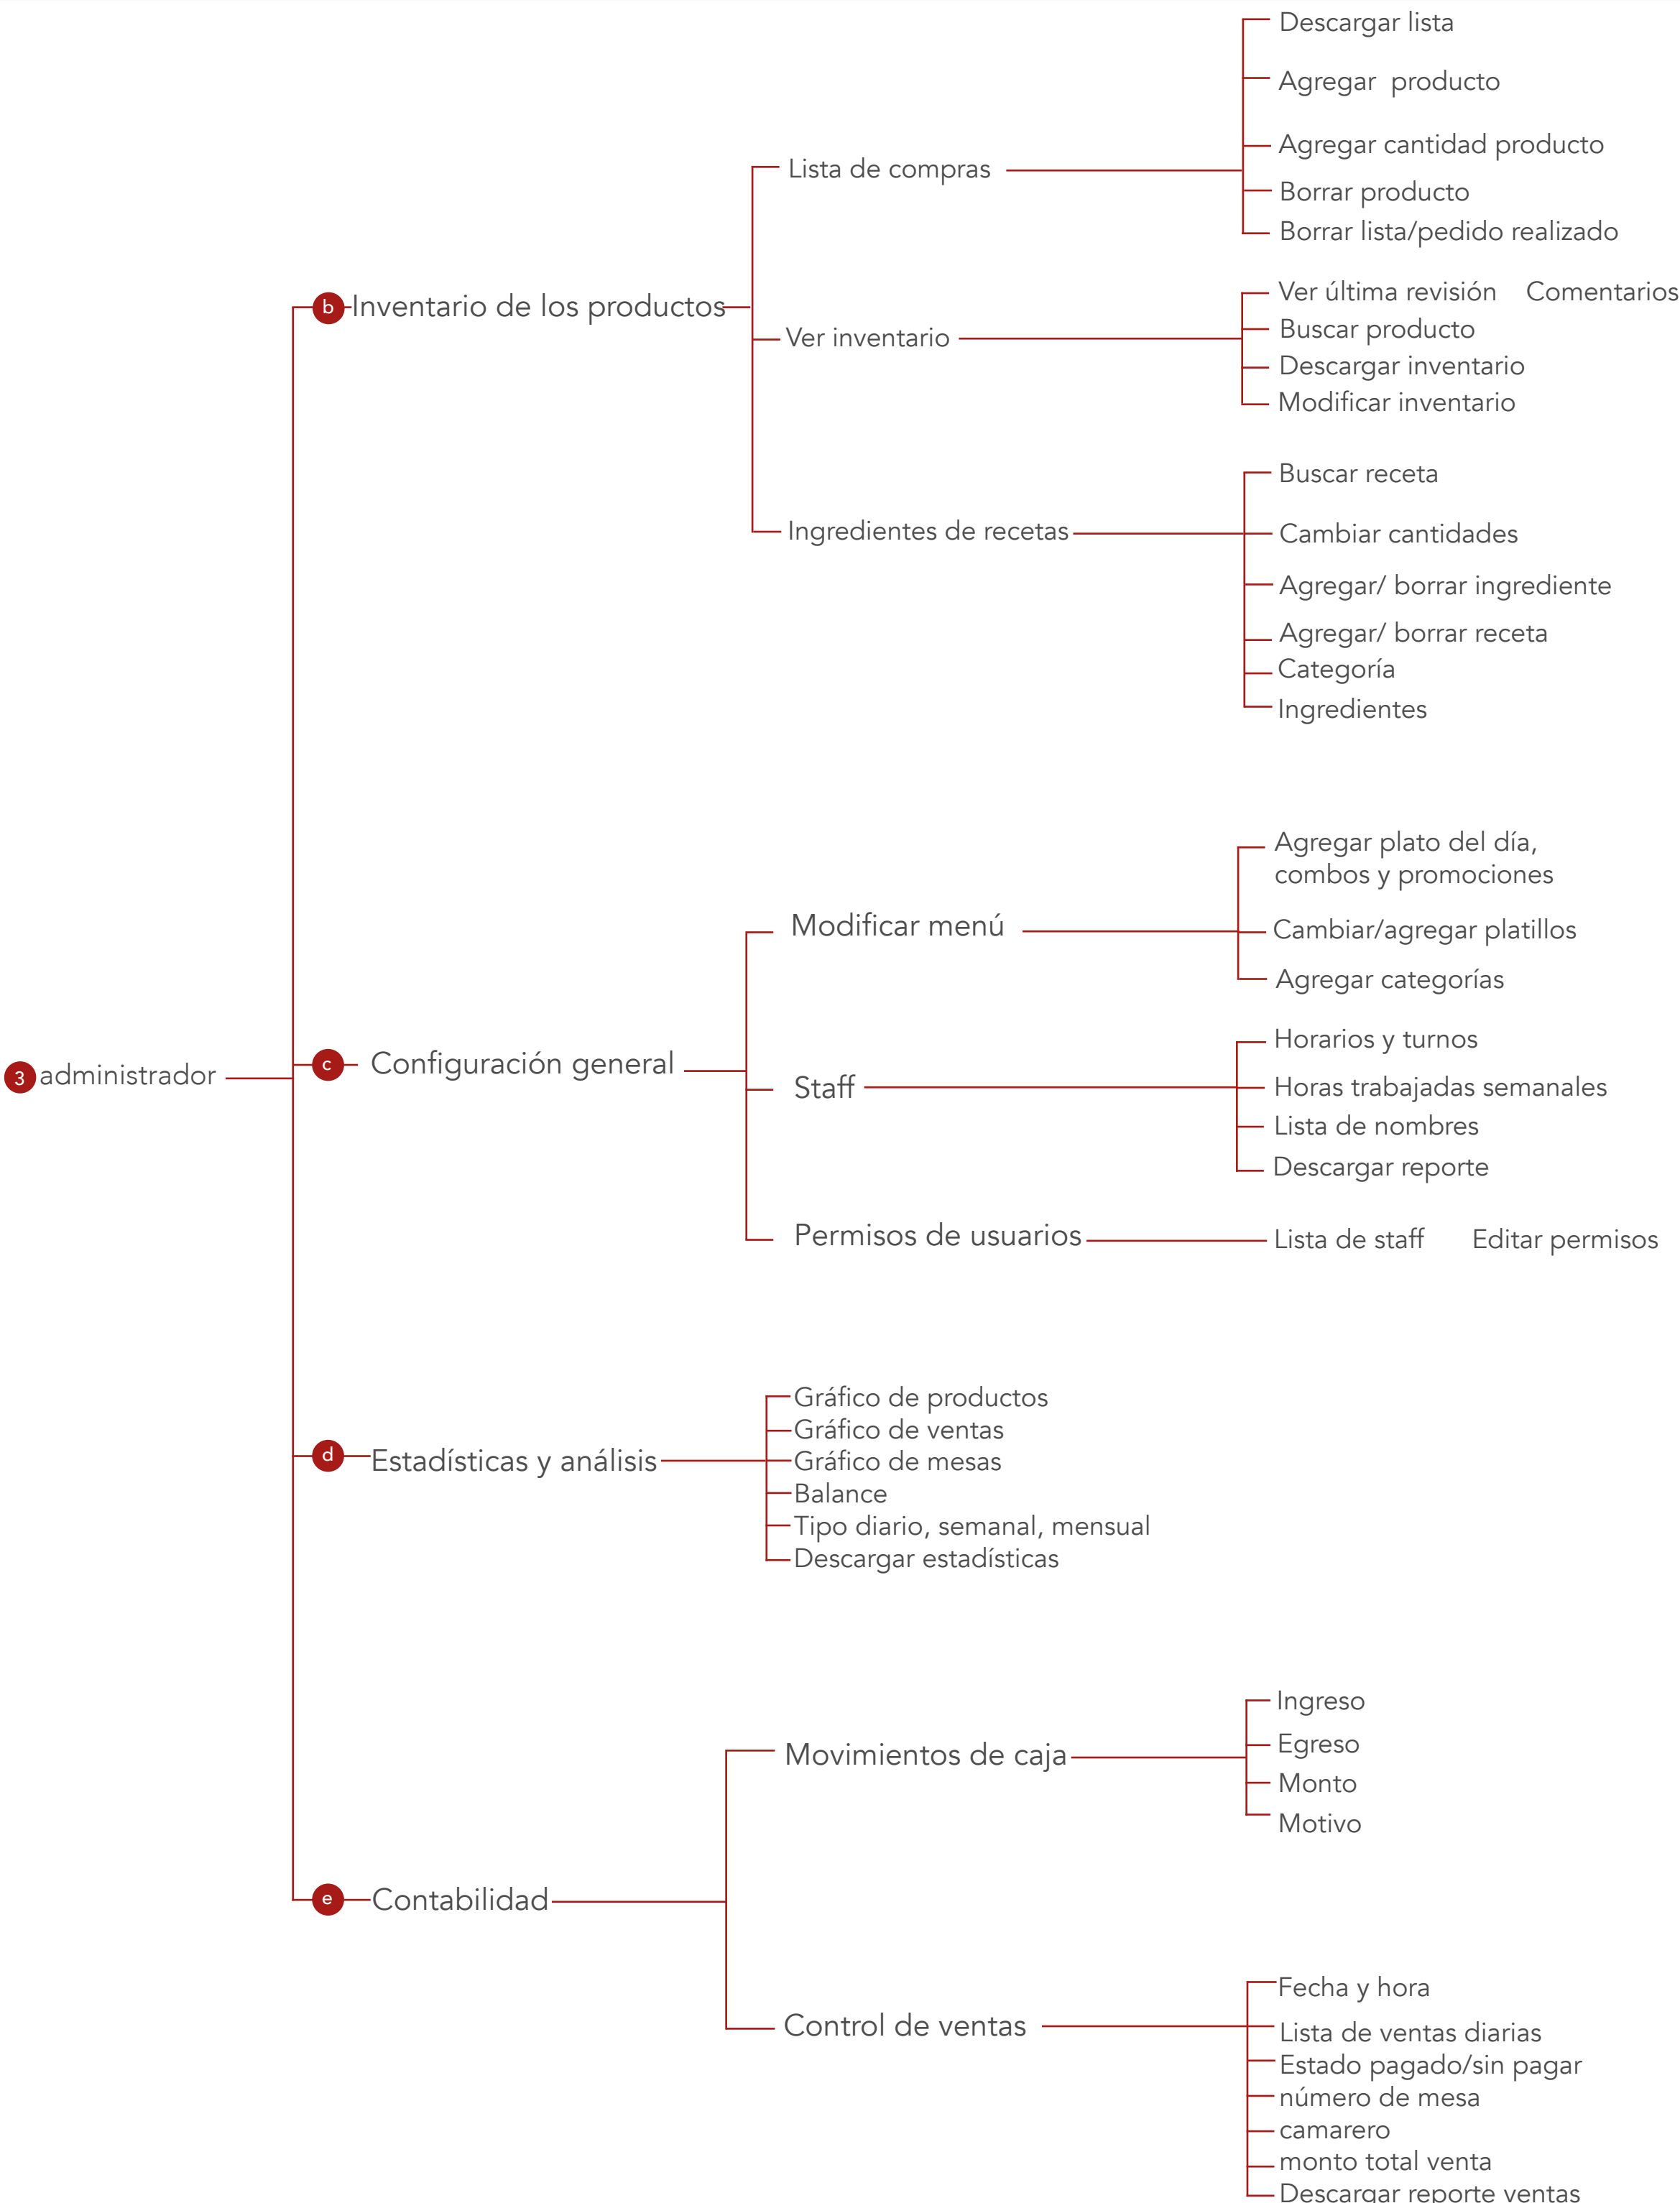 3 administrador
b Inventario de los productos
Lista de compras
Descargar lista
Agregar producto
Agregar cantidad producto
Borrar producto
Borrar lista/pedido realizado
Ver inventario
Ver última revisión Comentarios
Buscar producto
Descargar inventario
Modificar inventario
Ingredientes de recetas
Buscar receta
Cambiar cantidades
Agregar/ borrar ingrediente
Agregar/ borrar receta
Categoría
Ingredientes
c Configuración general
Modificar menú
Agregar plato del día,
combos y promociones
Cambiar/agregar platillos
Agregar categorías
Staff
Horarios y turnos
Horas trabajadas semanales
Lista de nombres
Descargar reporte
Permisos de usuarios
Lista de staff Editar permisos
d Estadísticas y análisis
Gráfico de productos
Gráfico de ventas
Gráfico de mesas
Balance
Tipo diario, semanal, mensual
Descargar estadísticas
e Contabilidad
Movimientos de caja
Ingreso
Egreso
Monto
Motivo
Control de ventas
Fecha y hora
Lista de ventas diarias
Estado pagado/sin pagar
número de mesa
camarero
monto total venta
Descargar reporte ventas